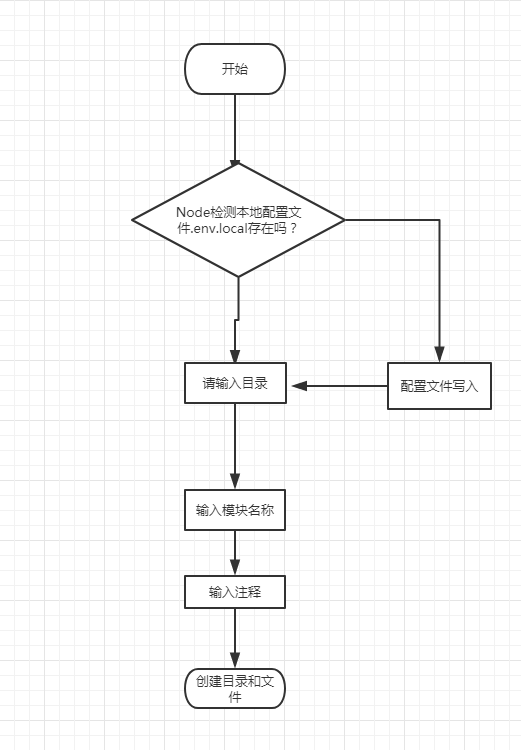 开始
Node检测本地配置文
件.env.local存在吗？
请输入目录
配置文件写入
输入模块名称
输入注释
创建目录和文
件